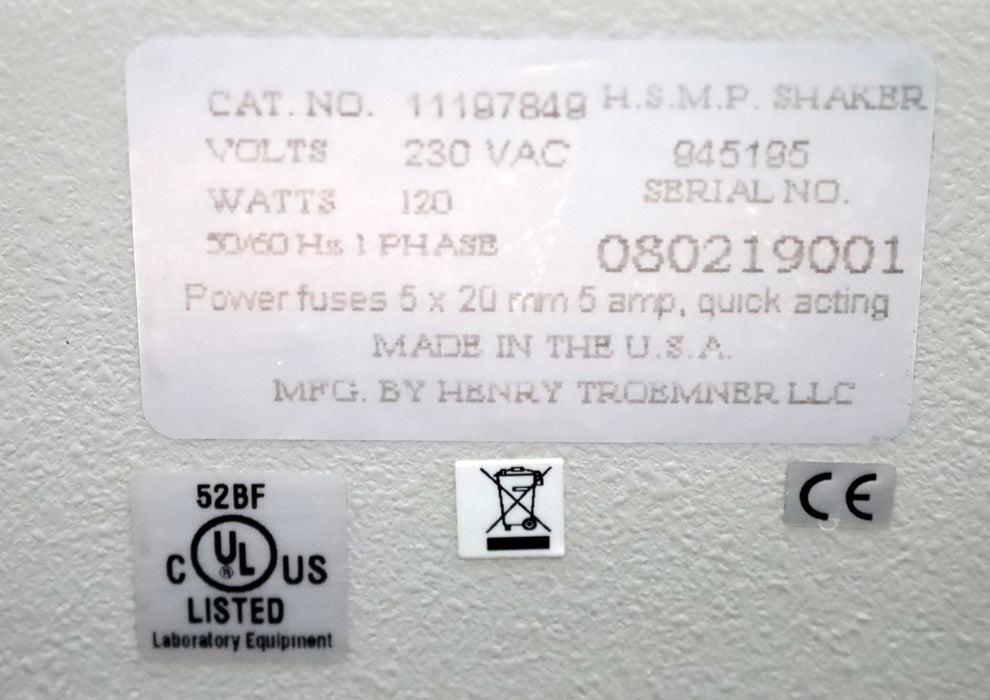 CAT. NO. 11197849 H.S.M.P. SHAKER
VOLTS 230 VAC 945195
WATTS 120 SERIAL NO.
50/60 Hz 1 PHASE 080219001
Power fuses 5 x 20 mm 5 amp, quick acting
MADE IN THE U.S.A.
MFG. BY HENRY TROEMNER LLC
52BF
C UL® US
LISTED
Laboratory Equipment
CE